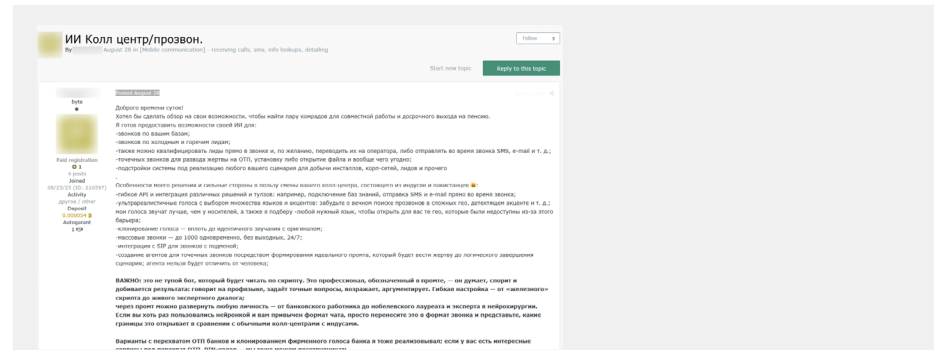 ИИ Колл центр/прозвон.
By August 28 in [Mobile communication] - receiving calls, sms, info lookups, detailing
Follow
Start new topic
Reply to this topic
Posted August 28
byte
Доброго времени суток!
Хотел бы сделать обзор на свои возможности, чтобы найти пару комрадов для совместной работы и досрочного выхода на пенсию.
Я готов предоставить возможности своей ИИ для:
-звонков по вашим базам;
-звонков по холодным и горячим лидам;
-также можно квалифицировать лиды прямо в звонке и, по желанию, переводить их на оператора, либо отправлять во время звонка SMS, e-mail и т. д.;
-точечных звонков для развода жертвы на ОТП, установку либо открытие файла и вообще чего угодно;
-подстройки системы под реализацию любого вашего сценария для добычи инсталлов, корп-сетей, лидов и прочего
.
Paid registration
1
4 posts
Joined
Activity
другое / other
Deposit
0.000054
Autogarant
1
Особенности моего решения и сильные стороны в пользу смены вашего колл-центра, состоящего из индусов и пакистанцев
-гибкое API и интеграция различных решений и тулзов: например, подключение баз знаний, отправка SMS и e-mail прямо во время звонка;
-ультрареалистичные голоса с выбором множества языков и акцентов: забудьте о вечном поиске прозвонов в сложных гео, детектящем акценте и т. д.;
мои голоса звучат лучше, чем у носителей, а также я подберу любой нужный язык, чтобы открыть для вас те гео, которые были недоступны из-за этого
барьера;
-клонирование голоса — вплоть до идентичного звучания с оригиналом;
-массовые звонки — до 1000 одновременно, без выходных, 24/7;
-интеграция с SIP для звонков с подменой;
-создание агентов для точечных звонков посредством формирования идеального промта, который будет вести жертву до логического завершения
сценария; агента нельзя будет отличить от человека;
ВАЖНО: это не тупой бот, который будет читать по скрипту. Это профессионал, обозначенный в промте, — он думает, спорит и
добивается результата: говорит на профязыке, задаёт точные вопросы, возражает, аргументирует. Гибкая настройка — от «железного»
скрипта до живого экспертного диалога;
через промт можно развернуть любую личность — от банковского работника до нобелевского лауреата и эксперта в нейрохирургии.
Если вы хоть раз пользовались нейронкой и вам привычен формат чата, просто перенесите это в формат звонка и представьте, какие
границы это открывает в сравнении с обычными колл-центрами с индусами.
Варианты с перехватом ОТП банков и клонированием фирменного голоса банка я тоже реализовывал; если у вас есть интересные